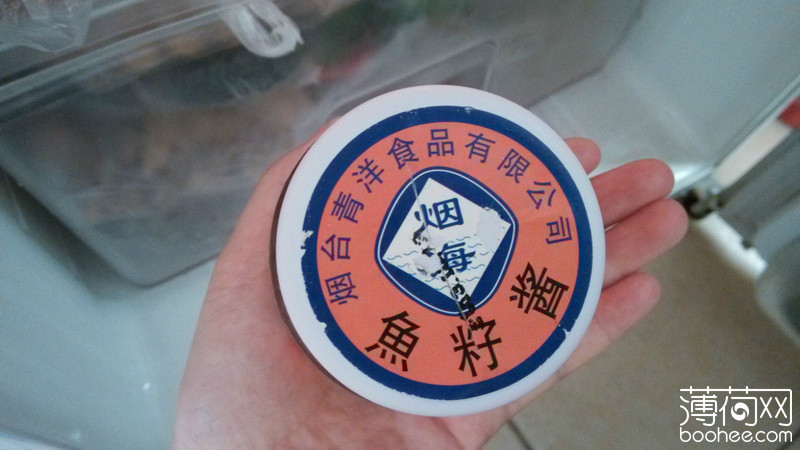 烟台青洋食品有限公司
烟
海
魚籽醬
薄荷网
boohee.com